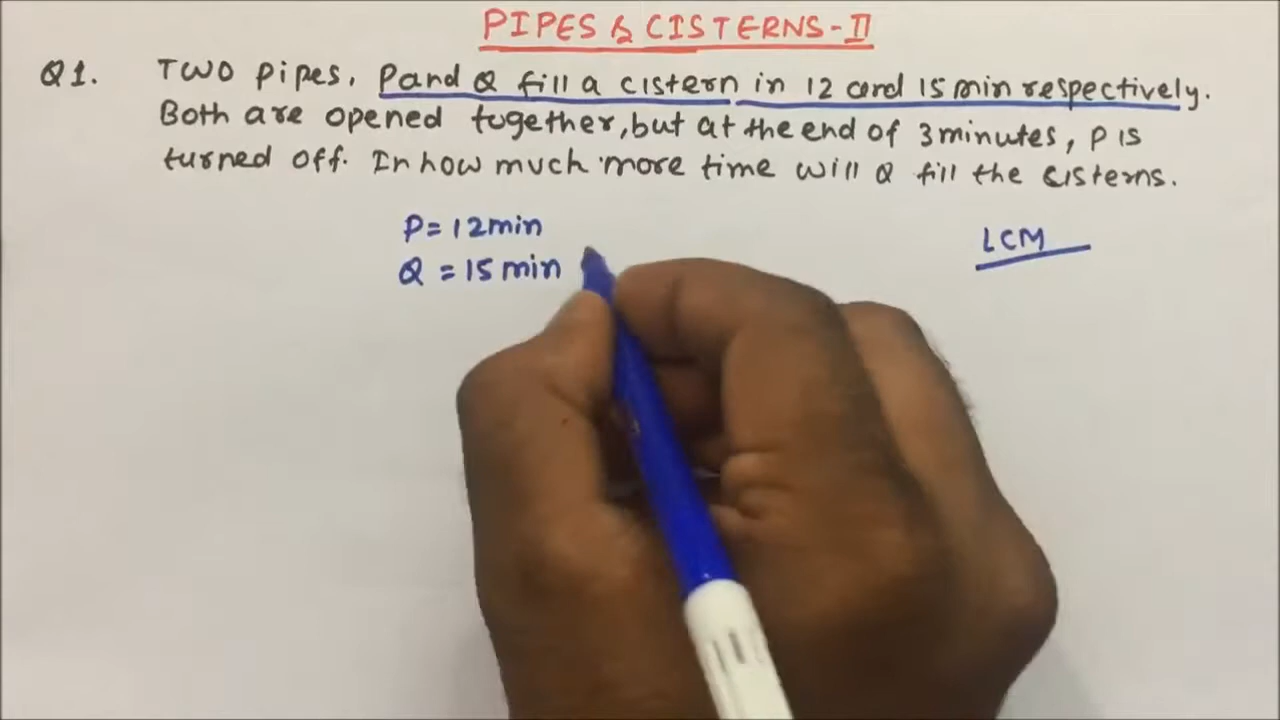 PIPES & CISTERNS-II
Q1. TWO pipes, P and Q fill a cistern in 12 and 15 min respectively.
Both are opened together, but at the end of 3 minutes, P is
turned off. In how much more time will Q fill the cisterns.
P = 12 min
LCM
Q = 15 min